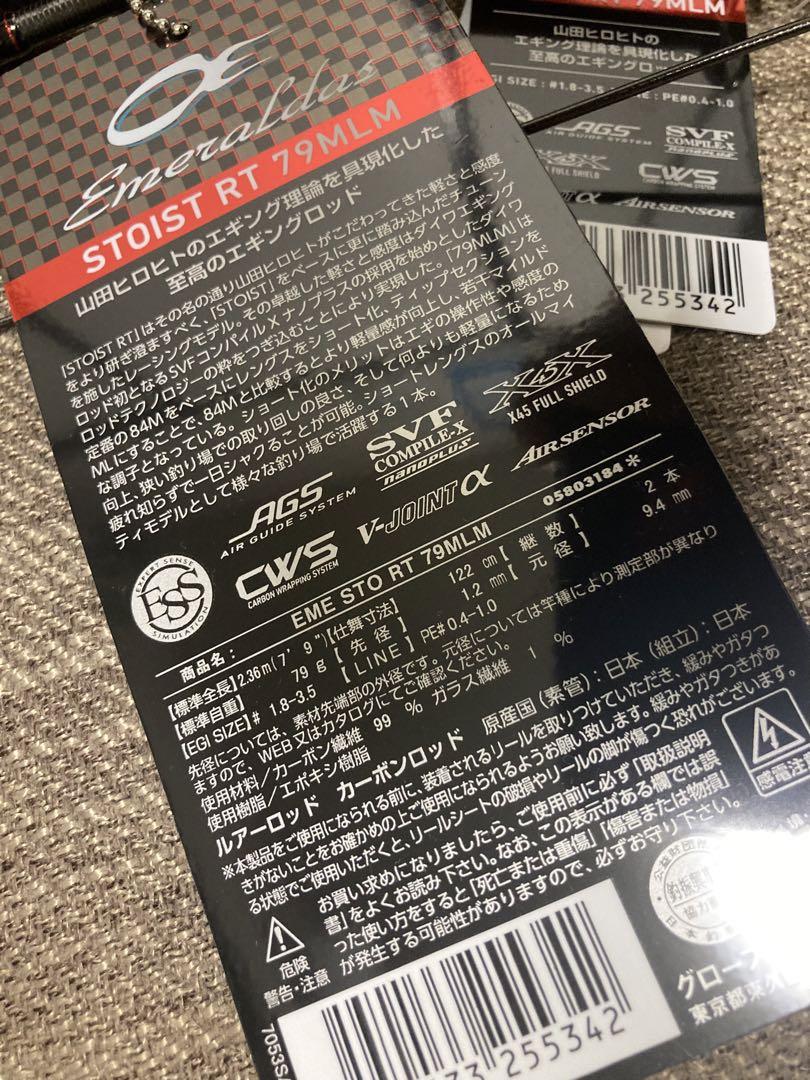 Emeraldas
STOIST RT 79MLM
山田ヒロヒトのエギング理論を具現化した
至高のエギングロッド
「STOIST RT」はその名の通り山田ヒロヒトがこだわってきた軽さと感度
をより研ぎ澄ますべく、「STOIST」をベースに更に踏み込んだチューン
を施したレーシングモデル。その卓越した軽さと感度はダイワエギング
ロッド初となるSVFコンパイルX ナノプラスの採用を始めとしたダイワ
ロッドテクノロジーの粋をつぎ込むことにより実現した。「79MLM」は
定番の84Mをベースにレングスをショート化、ティップセクションを
MLにすることで、84Mと比較するとより軽量感が向上し、若干マイルド
な調子となっている。ショート化のメリットはエギの操作性や感度の
向上、狭い釣り場での取り回しの良さ、そして何よりも軽量になるため
疲れ知らずで一日シャクることが可能。ショートレングスのオールマイ
ティモデルとして様々な釣り場で活躍する1本。
AGS
AIR GUIDE SYSTEM
SVF
COMPILE-X
nanoplus
X45X
X45 FULL SHIELD
CWS
CARBON WRAPPING SYSTEM
V-JOINT α
AIRSENSOR
EXPERT SENSE
ESS
SIMULATION
商品名： EME STO RT 79MLM 05803184＊
【標準全長】2.36m(7' 9")【仕舞寸法】 122 cm【継数】 2 本
【標準自重】 79 g【先径】 1.2 mm【元径】 9.4 mm
【EGI SIZE】# 1.8-3.5 【LINE】 PE#0.4-1.0
先径については、素材先端部の外径です。元径については竿種により測定部が異なり
ますので、WEB又はカタログにてご確認ください。
使用材料／カーボン繊維 99 % ガラス繊維 1 %
使用樹脂／エポキシ樹脂
原産国（素管）：日本（組立）：日本
ルアーロッド カーボンロッド
※本製品をご使用になられる前に、装着されるリールを取りつけていただき、緩みやガタつ
きがないことをお確かめの上ご使用になられるようお願い致します。緩みやガタつきがあ
る状態でご使用いただくと、リールシートの破損やリールの脚が傷つく恐れがございます。
感電注意
お買い求めになりましたら、ご使用前に必ず「取扱説明
書」をよくお読み下さい。なお、この表示がある欄では誤
った使い方をすると「死亡または重傷」「傷害または物損」
が発生する可能性がありますので、必ずお守り下さい。
危険
警告・注意
グロー
東京都東久
7053S
255342
79MLM
山田ヒロヒトの
エギング理論を具現化した
至高のエギングロッド
EGI SIZE : #1.8-3.5
PE#0.4-1.0
AGS
AIR GUIDE SYSTEM
SVF
COMPILE-X
nanoplus
X45X
FULL SHIELD
CWS
CARBON WRAPPING SYSTEM
α
AIRSENSOR
255342